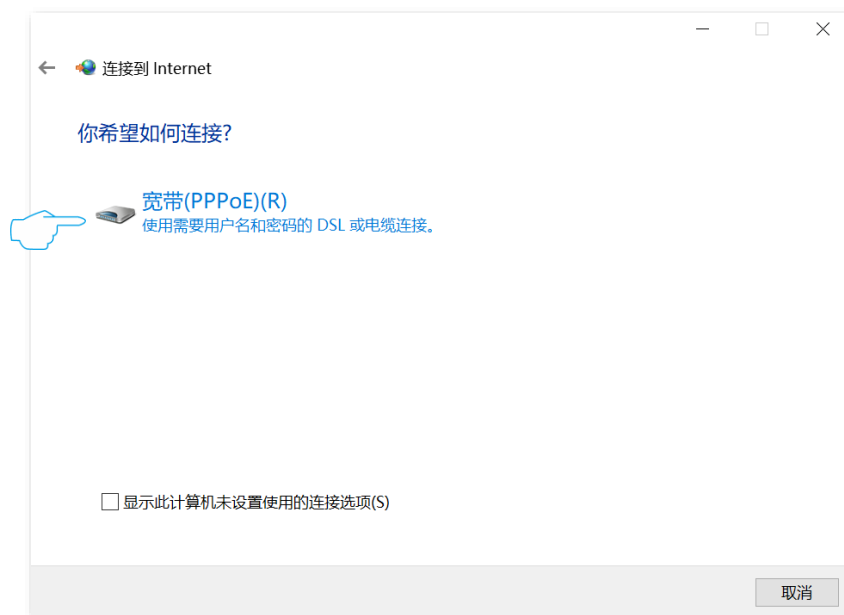 连接到 Internet
你希望如何连接?
宽带(PPPoE)(R)
使用需要用户名和密码的 DSL 或电缆连接。
显示此计算机未设置使用的连接选项(S)
取消